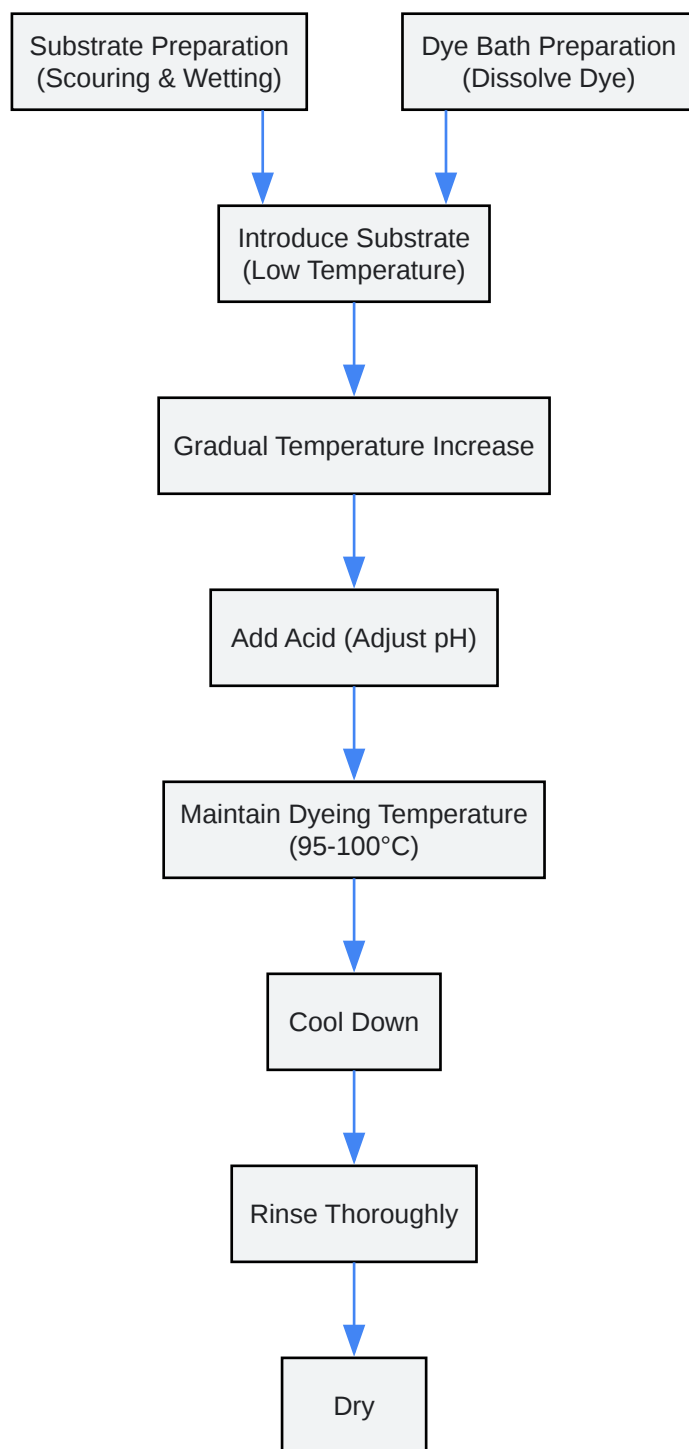 Substrate Preparation
(Scouring & Wetting)
Dye Bath Preparation
(Dissolve Dye)
Introduce Substrate
(Low Temperature)
Gradual Temperature Increase
Add Acid (Adjust pH)
Maintain Dyeing Temperature
(95-100°C)
Cool Down
Rinse Thoroughly
Dry